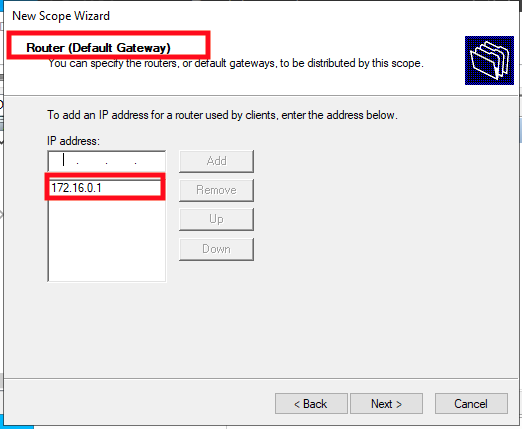 New Scope Wizard
Router (Default Gateway)
You can specify the routers, or default gateways, to be distributed by this scope.
To add an IP address for a router used by clients, enter the address below.
IP address:
. . .
Add
172.16.0.1
Remove
Up
Down
< Back
Next >
Cancel